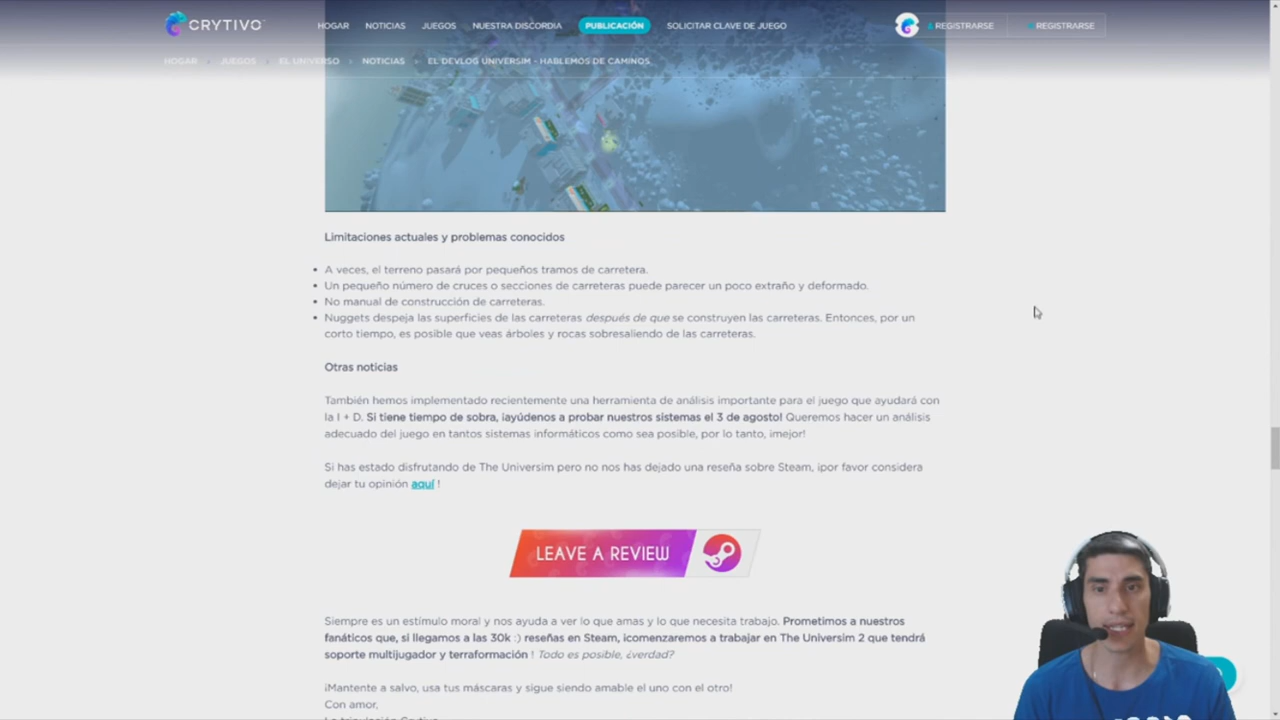 CRYTIVO
HOGAR NOTICIAS JUEGOS NUESTRA DISCORDIA PUBLICACIÓN SOLICITAR CLAVE DE JUEGO REGISTRARSE REGISTRARSE
HOGAR JUEGOS EL UNIVERSO NOTICIAS EL DEVLOG UNIVERSIM - HABLEMOS DE CAMINOS
Limitaciones actuales y problemas conocidos
A veces, el terreno pasará por pequeños tramos de carretera.
Un pequeño número de cruces o secciones de carreteras puede parecer un poco extraño y deformado.
No manual de construcción de carreteras.
Nuggets despeja las superficies de las carreteras después de que se construyen las carreteras. Entonces, por un
corto tiempo, es posible que veas árboles y rocas sobresaliendo de las carreteras.
Otras noticias
También hemos implementado recientemente una herramienta de análisis importante para el juego que ayudará con
la I + D. Si tiene tiempo de sobra, ¡ayúdenos a probar nuestros sistemas el 3 de agosto! Queremos hacer un análisis
adecuado del juego en tantos sistemas informáticos como sea posible, por lo tanto, ¡mejor!
Si has estado disfrutando de The Universim pero no nos has dejado una reseña sobre Steam, ¡por favor considera
dejar tu opinión aquí !
LEAVE A REVIEW
Siempre es un estímulo moral y nos ayuda a ver lo que amas y lo que necesita trabajo. Prometimos a nuestros
fanáticos que, si llegamos a las 30k :) reseñas en Steam, ¡comenzaremos a trabajar en The Universim 2 que tendrá
soporte multijugador y terraformación ! Todo es posible, ¿verdad?
¡Mantente a salvo, usa tus máscaras y sigue siendo amable el uno con el otro!
Con amor,
La tripulación Crytivo